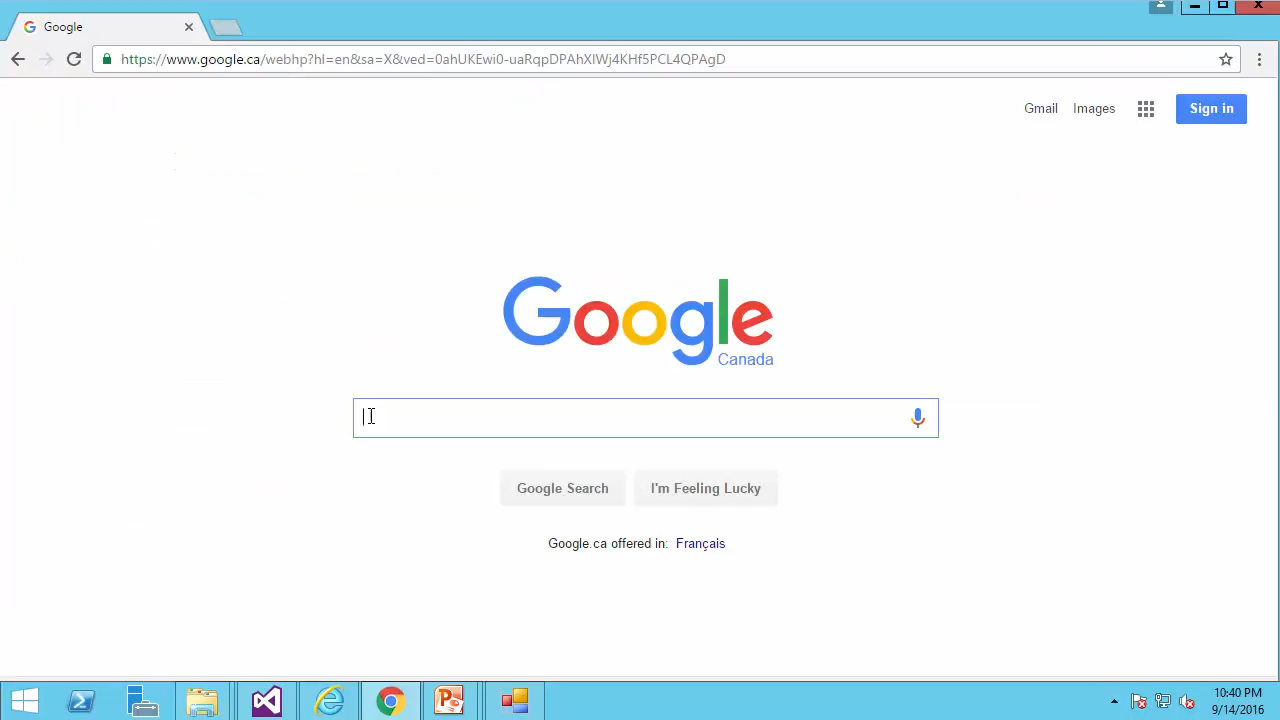 Google
https://www.google.ca/webhp?hl=en&sa=X&ved=0ahUKEwi0-uaRqpDPAhXIWj4KHf5PCL4QPAgD
Gmail Images Sign in
Google
Canada
Google Search I'm Feeling Lucky
Google.ca offered in: Français
10:40 PM
9/14/2016